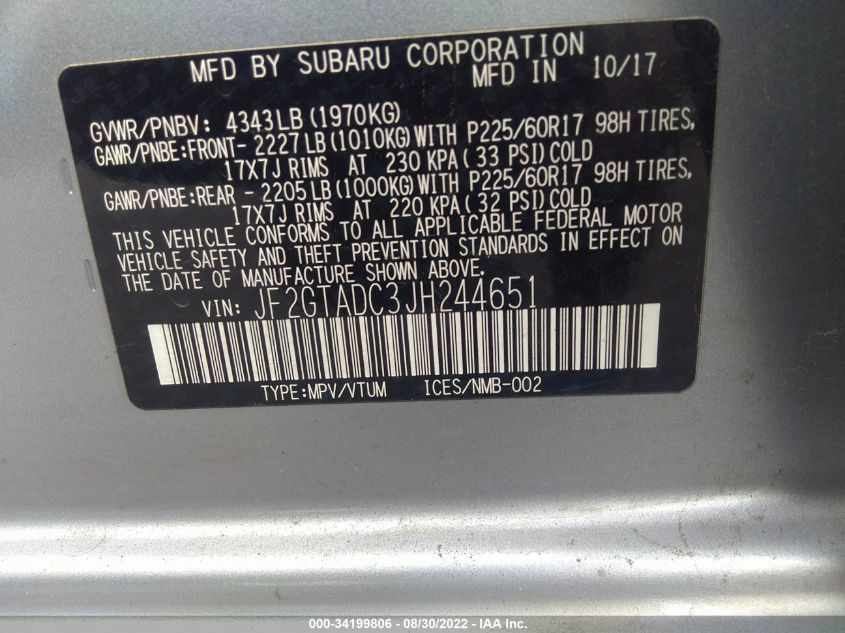 MFD BY SUBARU CORPORATION
MFD IN 10/17
GVWR/PNBV: 4343LB(1970KG)
GAWR/PNBE:FRONT- 2227LB(1010KG)WITH P225/60R17 98H TIRES,
17X7J RIMS AT 230 KPA(33 PSI)COLD
GAWR/PNBE:REAR - 2205LB(1000KG)WITH P225/60R17 98H TIRES,
17X7J RIMS AT 220 KPA(32 PSI)COLD
THIS VEHICLE CONFORMS TO ALL APPLICABLE FEDERAL MOTOR
VEHICLE SAFETY AND THEFT PREVENTION STANDARDS IN EFFECT ON
THE DATE OF MANUFACTURE SHOWN ABOVE.
VIN: JF2GTADC3JH244651
TYPE:MPV/VTUM ICES/NMB-002
000-34199806 - 08/30/2022 - IAA Inc.